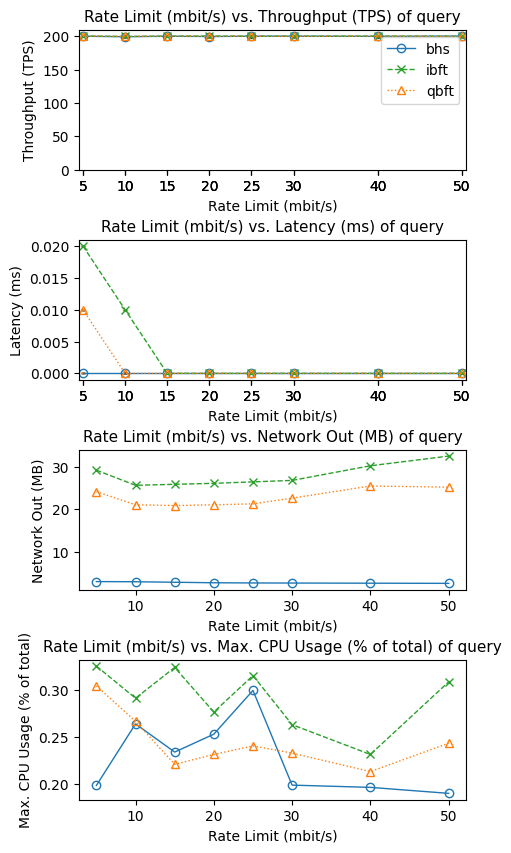 Rate Limit (mbit/s) vs. Throughput (TPS) of query
Throughput (TPS)
200
150
100
50
0
bhs
ibft
qbft
5 10 15 20 25 30 40 50
Rate Limit (mbit/s)
Rate Limit (mbit/s) vs. Latency (ms) of query
Latency (ms)
0.020
0.015
0.010
0.005
0.000
5 10 15 20 25 30 40 50
Rate Limit (mbit/s)
Rate Limit (mbit/s) vs. Network Out (MB) of query
Network Out (MB)
30
20
10
10 20 30 40 50
Rate Limit (mbit/s)
Rate Limit (mbit/s) vs. Max. CPU Usage (% of total) of query
Max. CPU Usage (% of total)
0.30
0.25
0.20
10 20 30 40 50
Rate Limit (mbit/s)